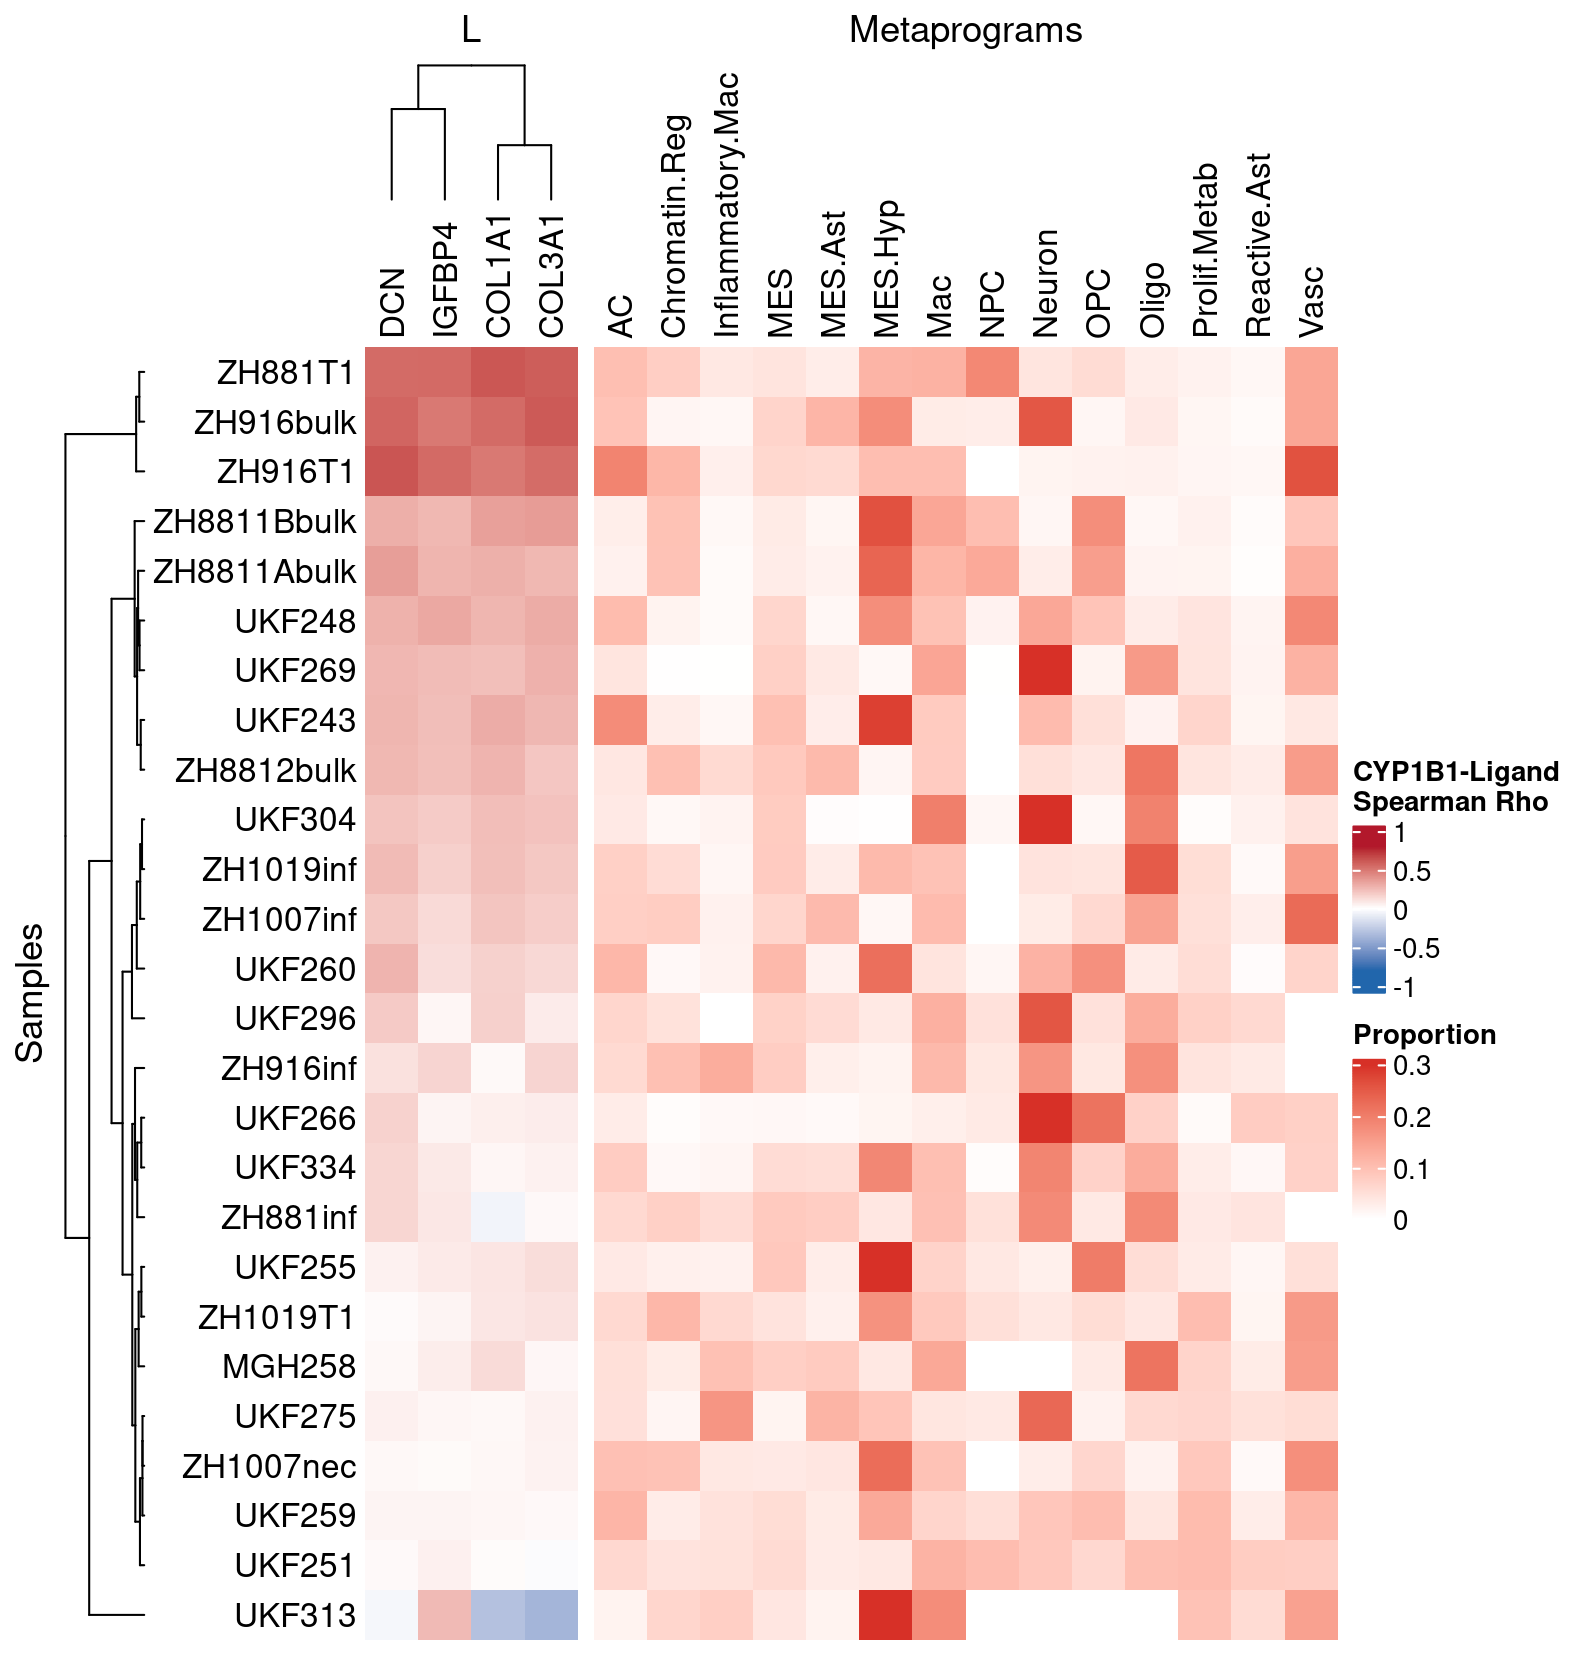 L
Metaprograms
DCN
IGFBP4
COL1A1
COL3A1
AC
Chromatin.Reg
Inflammatory.Mac
MES
MES.Ast
MES.Hyp
Mac
NPC
Neuron
OPC
Oligo
Prolif.Metab
Reactive.Ast
Vasc
Samples
ZH881T1
ZH916bulk
ZH916T1
ZH8811Bbulk
ZH8811Abulk
UKF248
UKF269
UKF243
ZH8812bulk
UKF304
ZH1019inf
ZH1007inf
UKF260
UKF296
ZH916inf
UKF266
UKF334
ZH881inf
UKF255
ZH1019T1
MGH258
UKF275
ZH1007nec
UKF259
UKF251
UKF313
CYP1B1-Ligand
Spearman Rho
1
0.5
0
-0.5
-1
Proportion
0.3
0.2
0.1
0